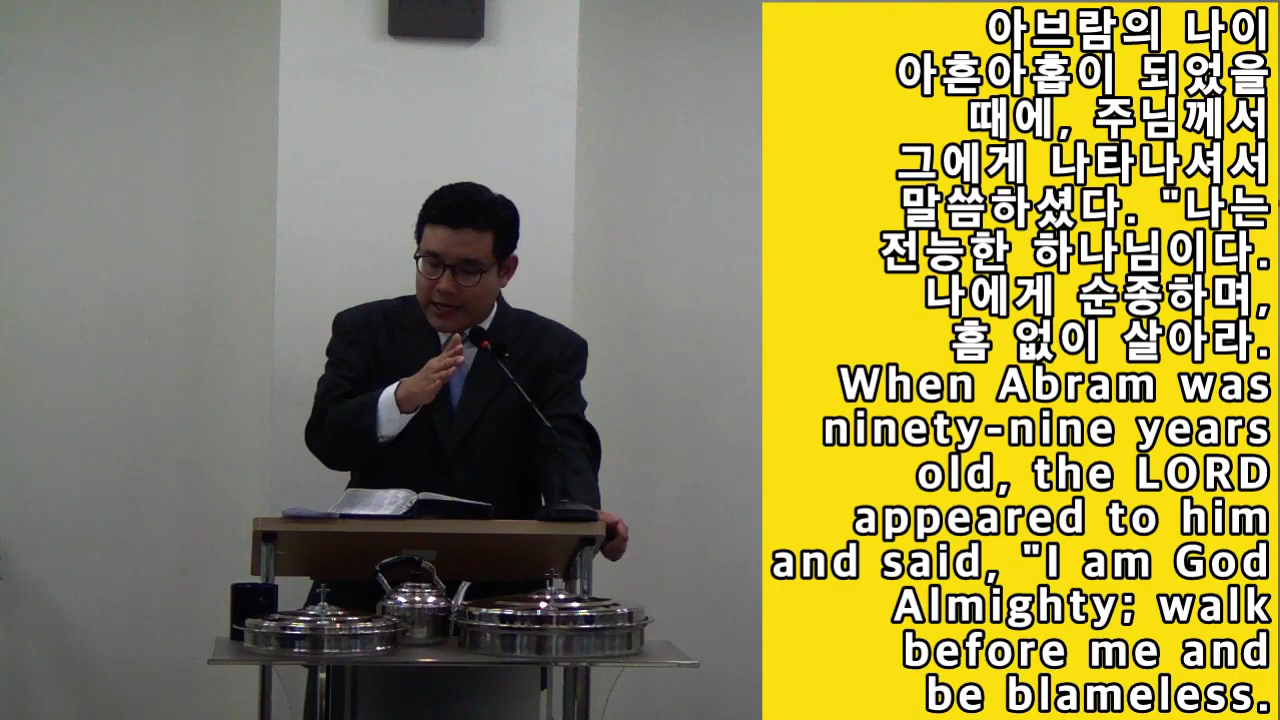 아브람의 나이
아흔아홉이 되었을
때에, 주님께서
그에게 나타나셔서
말씀하셨다. "나는
전능한 하나님이다.
나에게 순종하며,
흠 없이 살아라.
When Abram was
ninety-nine years
old, the LORD
appeared to him
and said, "I am God
Almighty; walk
before me and
be blameless.